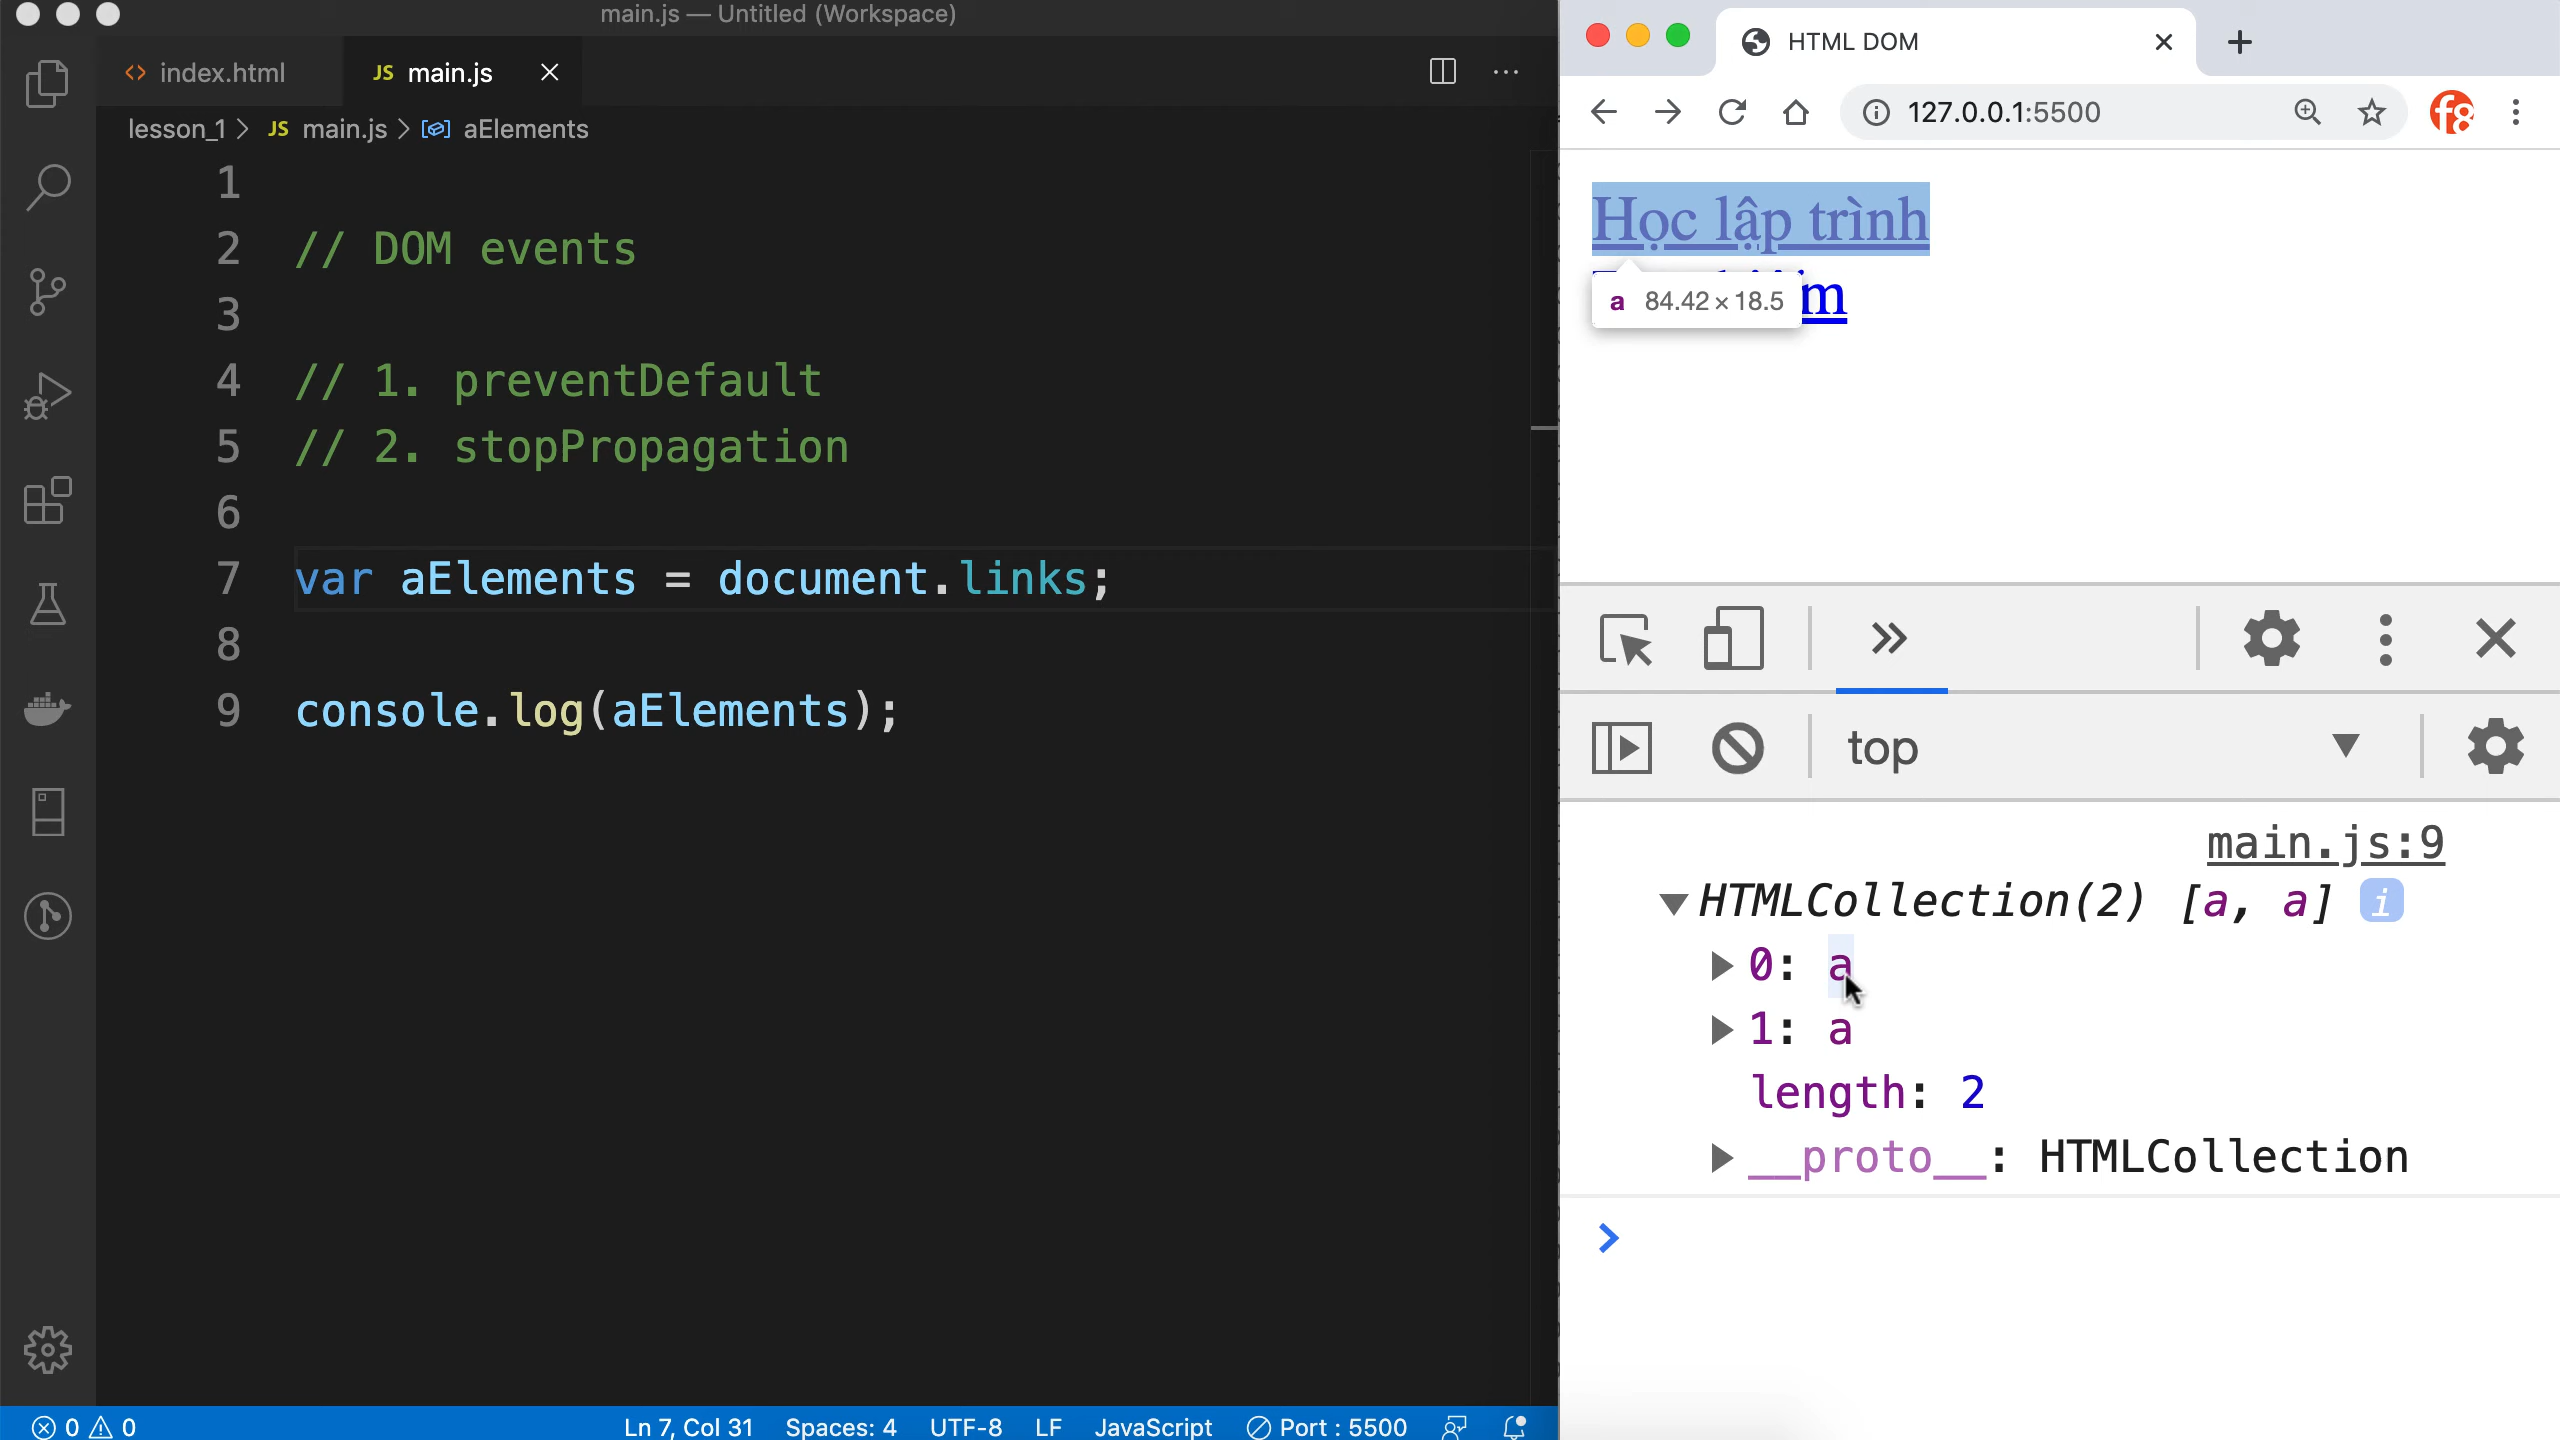 main.js — Untitled (Workspace)
index.html
JS main.js
lesson_1 > JS main.js > aElements
1
2 // DOM events
3
4 // 1. preventDefault
5 // 2. stopPropagation
6
7 var aElements = document.links;
8
9 console.log(aElements);
0 0
Ln 7, Col 31 Spaces: 4 UTF-8 LF JavaScript Port : 5500
HTML DOM
127.0.0.1:5500
f8
Học lập trình
a 84.42 × 18.5
top
main.js:9
HTMLCollection(2) [a, a] i
0: a
1: a
length: 2
__proto__: HTMLCollection